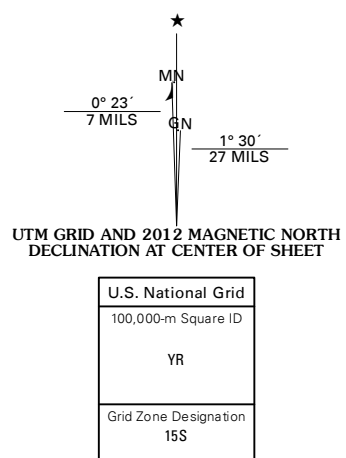 ★
MN
0° 23´
7 MILS
GN
1° 30´
27 MILS
UTM GRID AND 2012 MAGNETIC NORTH
DECLINATION AT CENTER OF SHEET
U.S. National Grid
100,000-m Square ID
YR
Grid Zone Designation
15S